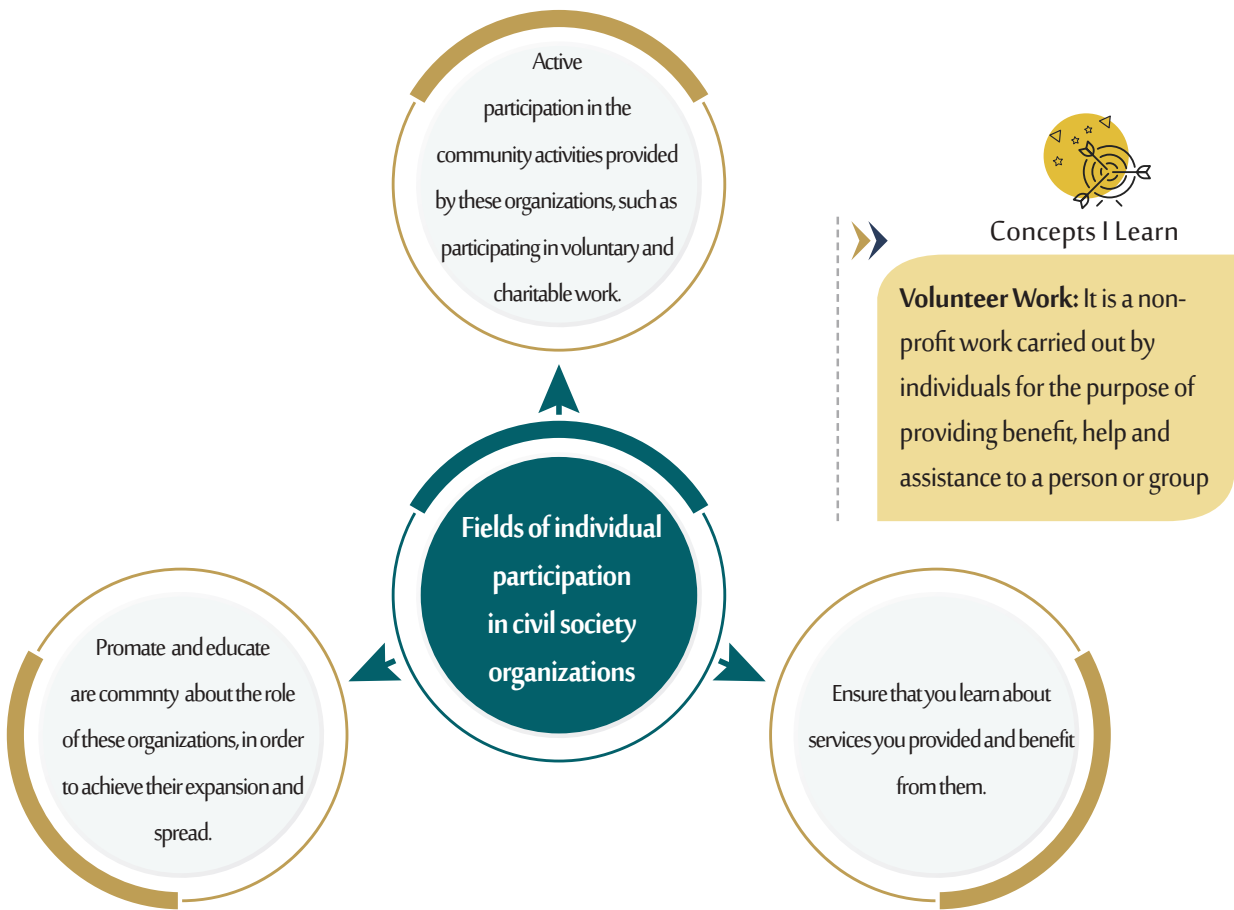 Active
participation in the
community activities provided
by these organizations, such as
participating in voluntary and
charitable work.
Concepts I Learn
Volunteer Work: It is a non-
profit work carried out by
individuals for the purpose of
providing benefit, help and
assistance to a person or group
Fields of individual
participation
in civil society
organizations
Promate and educate
are commnty about the role
of these organizations, in order
to achieve their expansion and
spread.
Ensure that you learn about
services you provided and benefit
from them.